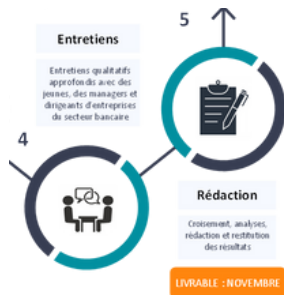 5
Entretiens
Entretiens qualitatifs
approfondis avec des
jeunes, des managers et
dirigeants d'entreprises
du secteur bancaire
4
Rédaction
Croisement, analyses,
rédaction et restitution
des résultats
LIVRABLE : NOVEMBRE